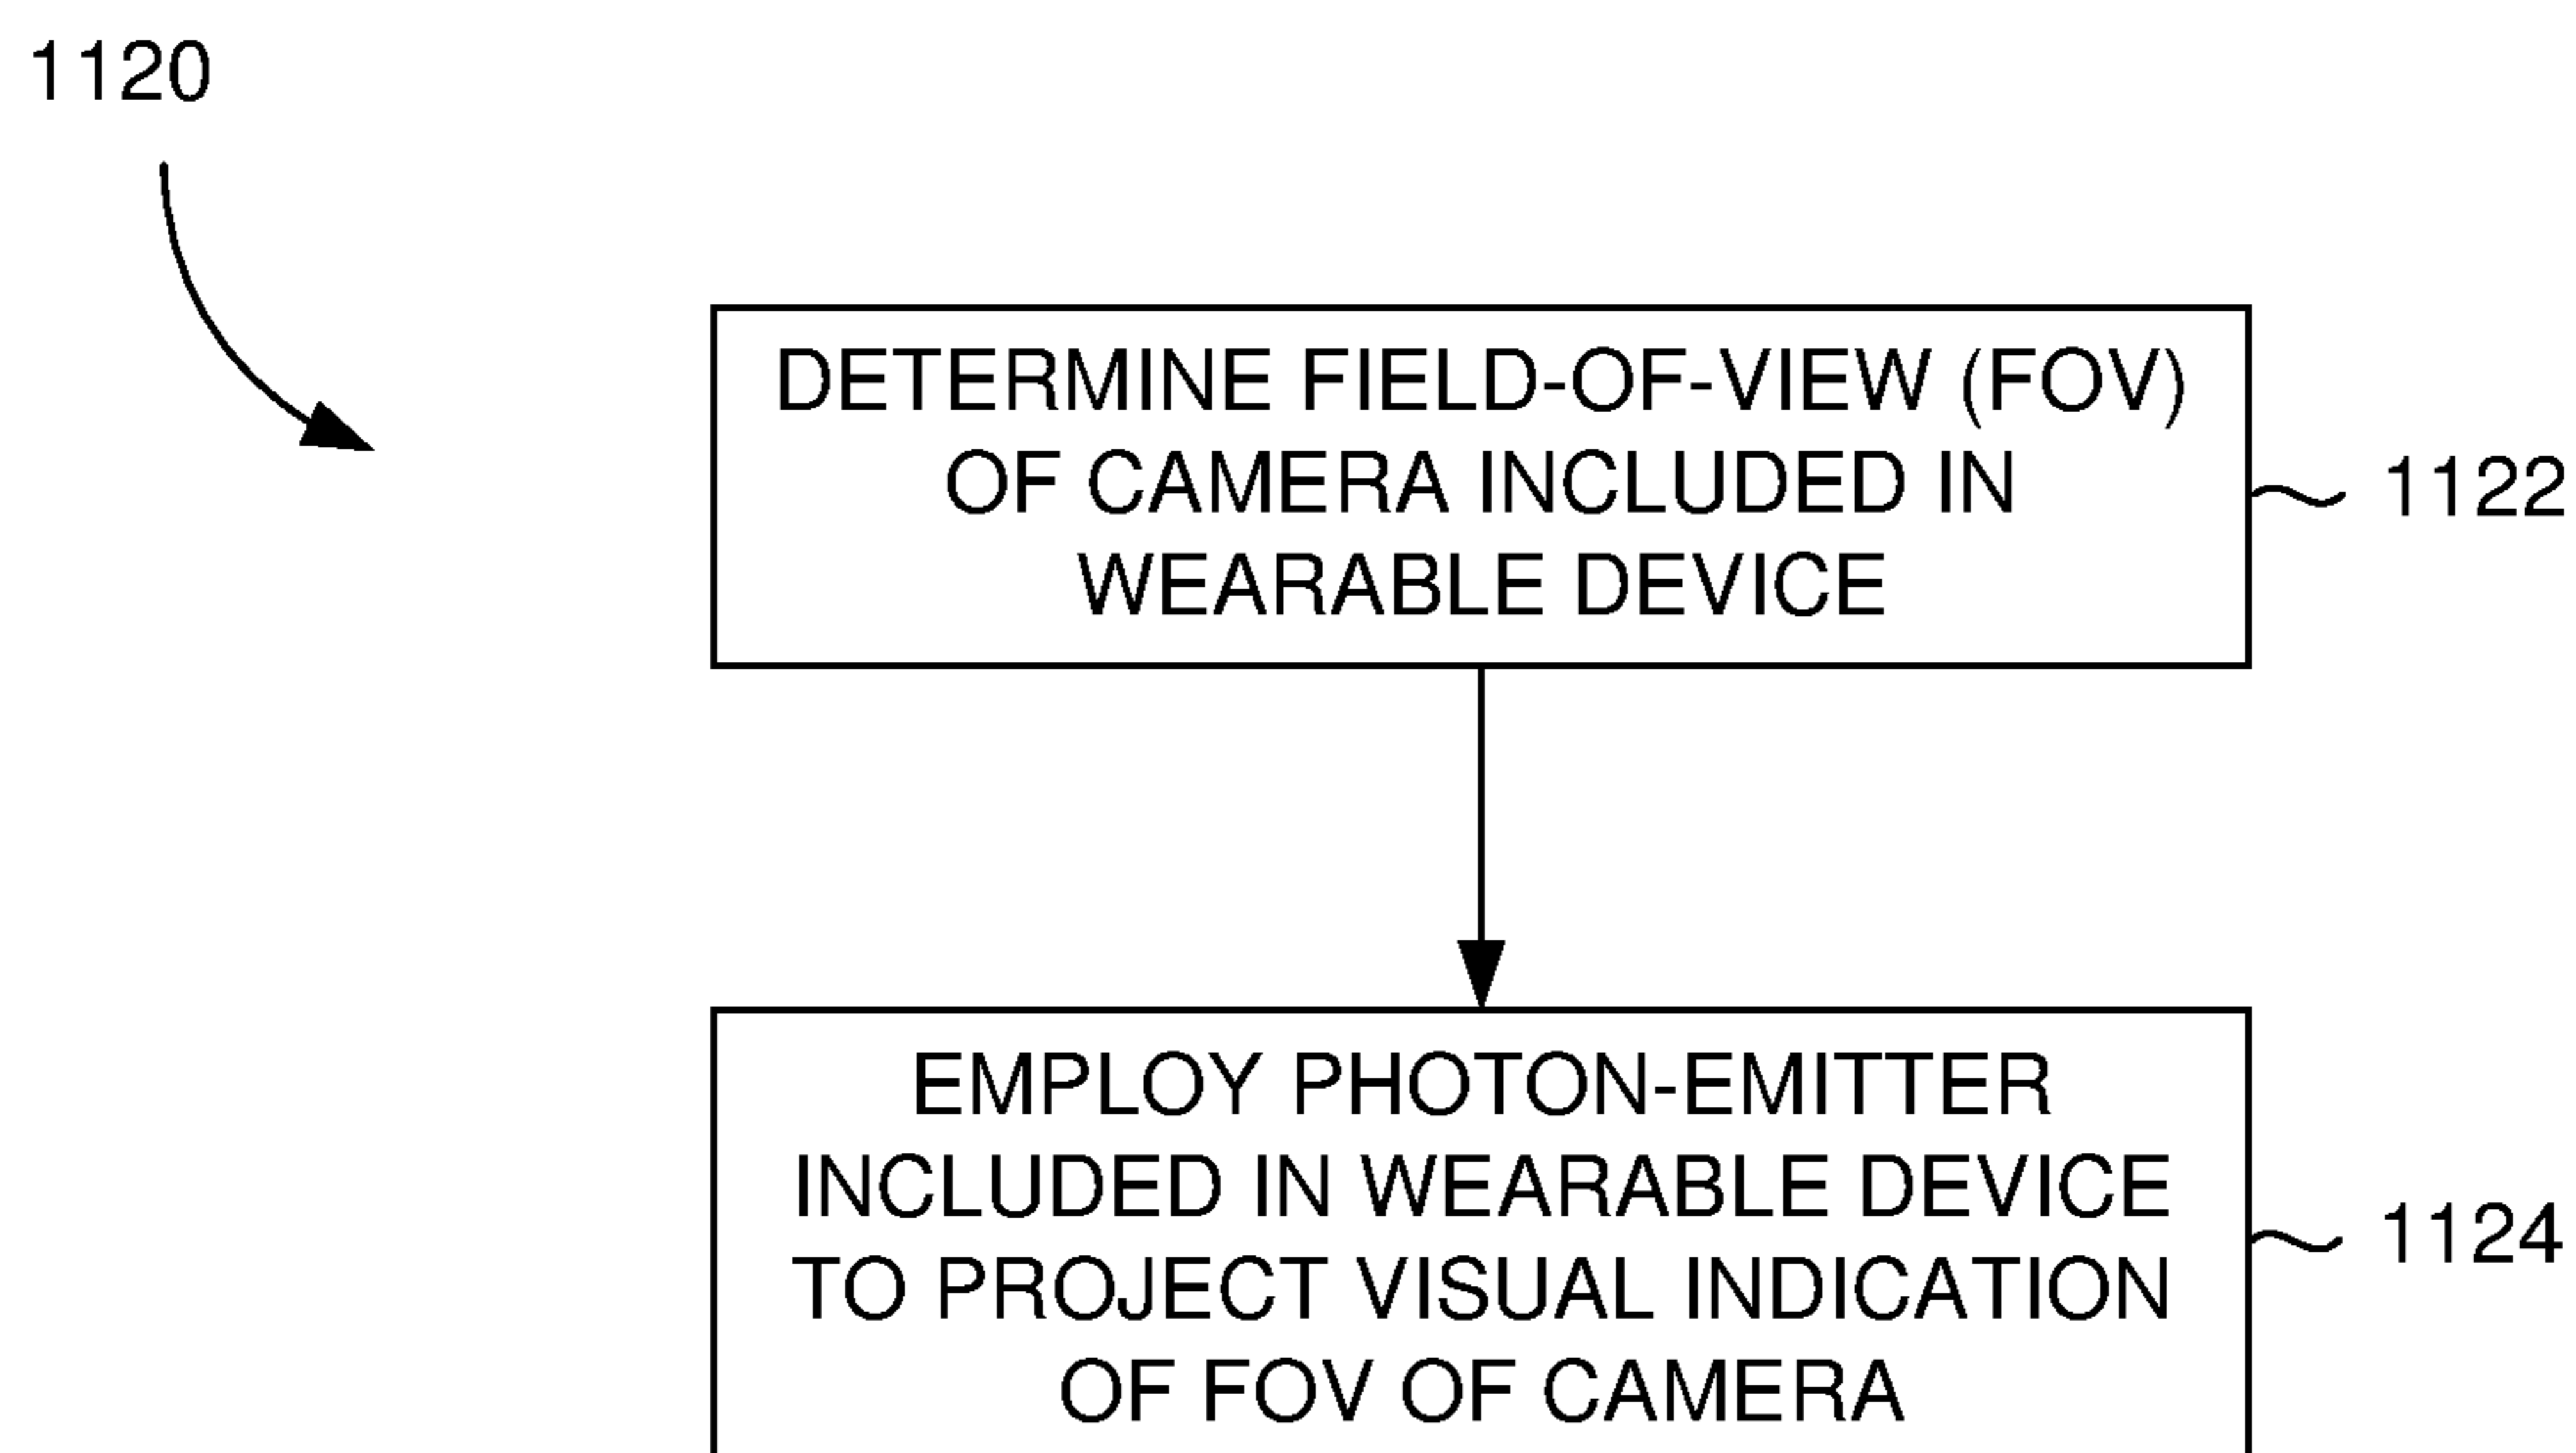 1120
DETERMINE FIELD-OF-VIEW (FOV)
OF CAMERA INCLUDED IN
WEARABLE DEVICE
1122
EMPLOY PHOTON-EMITTER
INCLUDED IN WEARABLE DEVICE
TO PROJECT VISUAL INDICATION
OF FOV OF CAMERA
1124